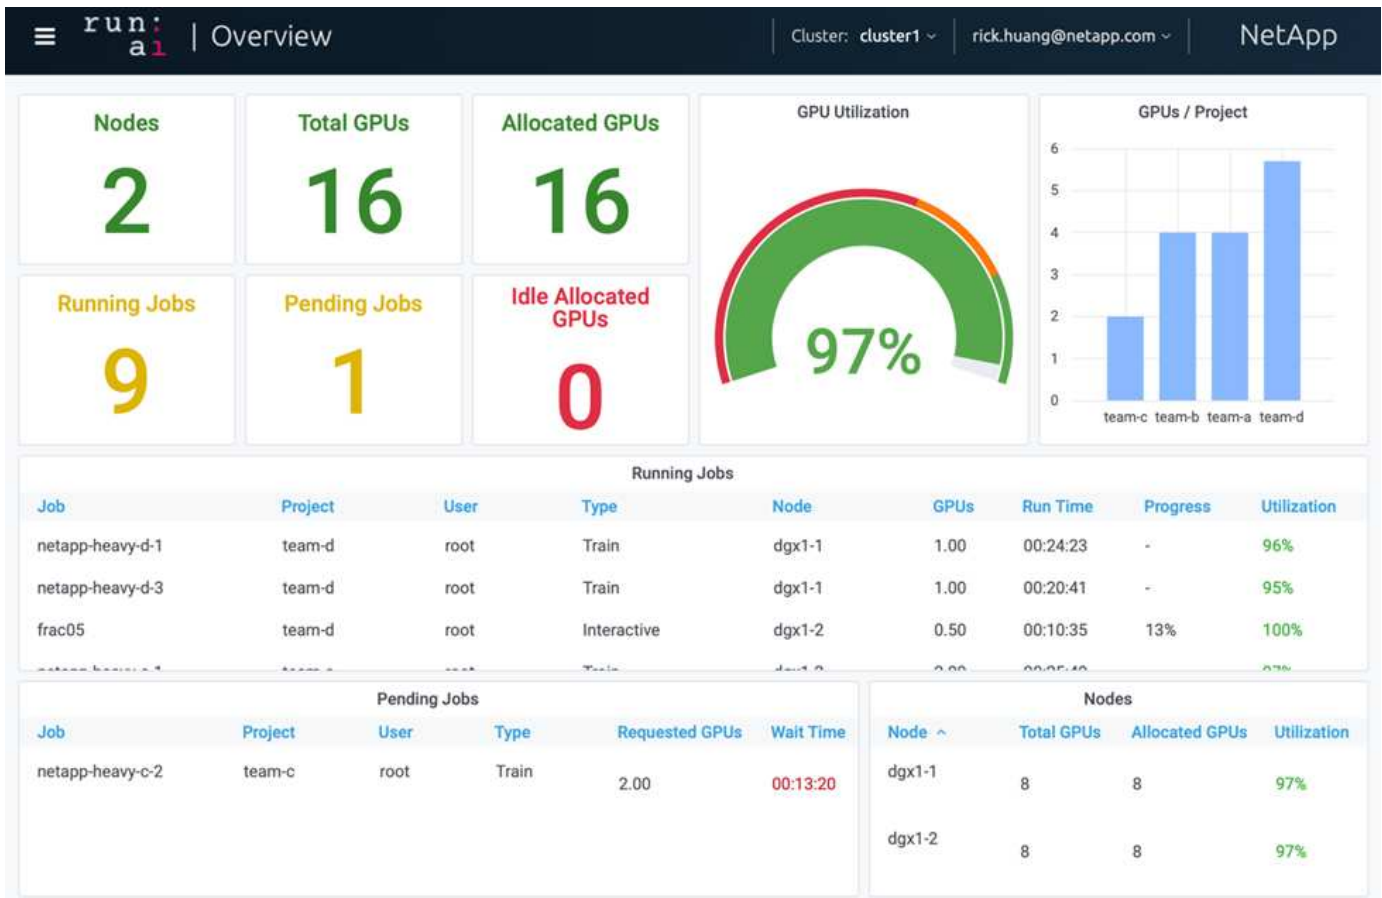 run: ai | Overview Cluster: cluster1 rick.huang@netapp.com NetApp
Nodes
2
Total GPUs
16
Allocated GPUs
16
Running Jobs
9
Pending Jobs
1
Idle Allocated
GPUs
0
GPU Utilization
97%
GPUs / Project
6
5
4
3
2
1
0
team-c team-b team-a team-d
Running Jobs
Job Project User Type Node GPUs Run Time Progress Utilization
netapp-heavy-d-1 team-d root Train dgx1-1 1.00 00:24:23 - 96%
netapp-heavy-d-3 team-d root Train dgx1-1 1.00 00:20:41 - 95%
frac05 team-d root Interactive dgx1-2 0.50 00:10:35 13% 100%
Pending Jobs
Job Project User Type Requested GPUs Wait Time
netapp-heavy-c-2 team-c root Train 2.00 00:13:20
Nodes
Node Total GPUs Allocated GPUs Utilization
dgx1-1 8 8 97%
dgx1-2 8 8 97%